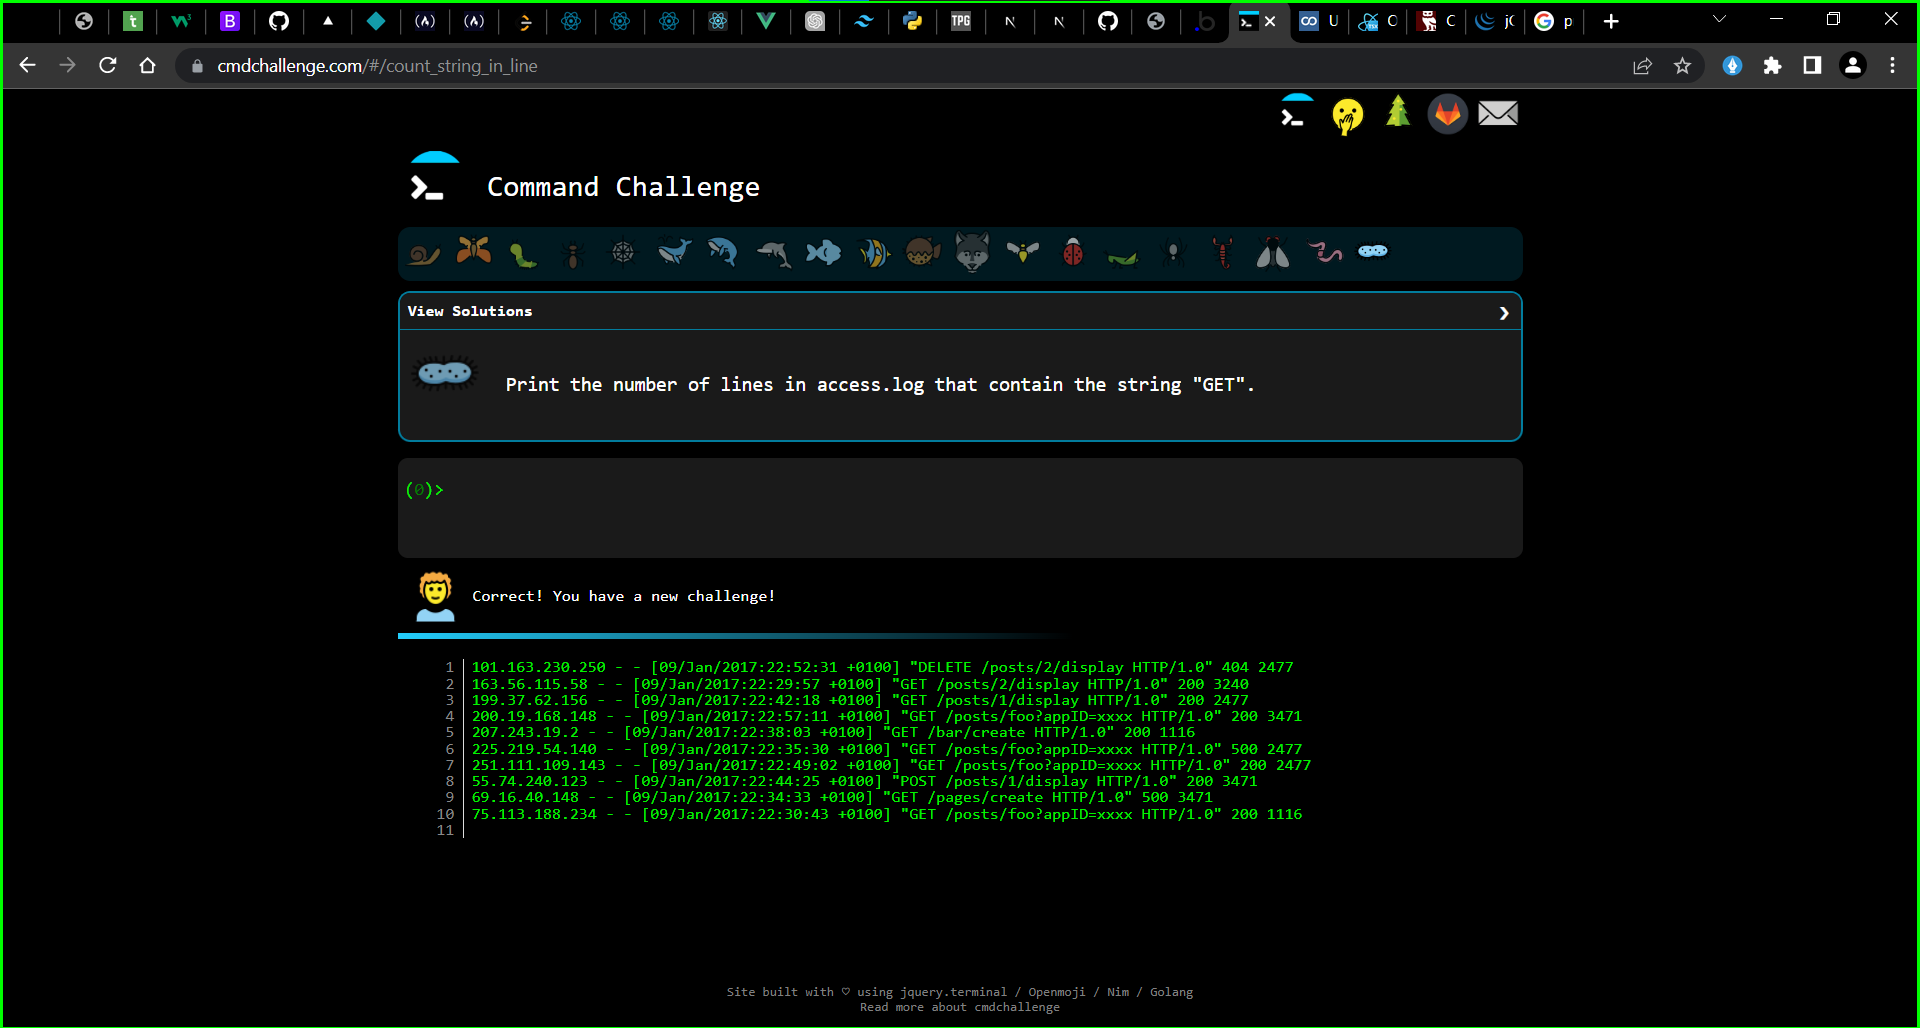 t
w³
B
TPG
N
N
b
U
C
C
jC
p
cmdchallenge.com/#/count_string_in_line
Command Challenge
View Solutions
Print the number of lines in access.log that contain the string "GET".
(0)>
Correct! You have a new challenge!
1 101.163.230.250 - - [09/Jan/2017:22:52:31 +0100] "DELETE /posts/2/display HTTP/1.0" 404 2477
2 163.56.115.58 - - [09/Jan/2017:22:29:57 +0100] "GET /posts/2/display HTTP/1.0" 200 3240
3 199.37.62.156 - - [09/Jan/2017:22:42:18 +0100] "GET /posts/1/display HTTP/1.0" 200 2477
4 200.19.168.148 - - [09/Jan/2017:22:57:11 +0100] "GET /posts/foo?appID=xxxx HTTP/1.0" 200 3471
5 207.243.19.2 - - [09/Jan/2017:22:38:03 +0100] "GET /bar/create HTTP/1.0" 200 1116
6 225.219.54.140 - - [09/Jan/2017:22:35:30 +0100] "GET /posts/foo?appID=xxxx HTTP/1.0" 500 2477
7 251.111.109.143 - - [09/Jan/2017:22:49:02 +0100] "GET /posts/foo?appID=xxxx HTTP/1.0" 200 2477
8 55.74.240.123 - - [09/Jan/2017:22:44:25 +0100] "POST /posts/1/display HTTP/1.0" 200 3471
9 69.16.40.148 - - [09/Jan/2017:22:34:33 +0100] "GET /pages/create HTTP/1.0" 500 3471
10 75.113.188.234 - - [09/Jan/2017:22:30:43 +0100] "GET /posts/foo?appID=xxxx HTTP/1.0" 200 1116
11
Site built with ♡ using jquery.terminal / Openmoji / Nim / Golang
Read more about cmdchallenge